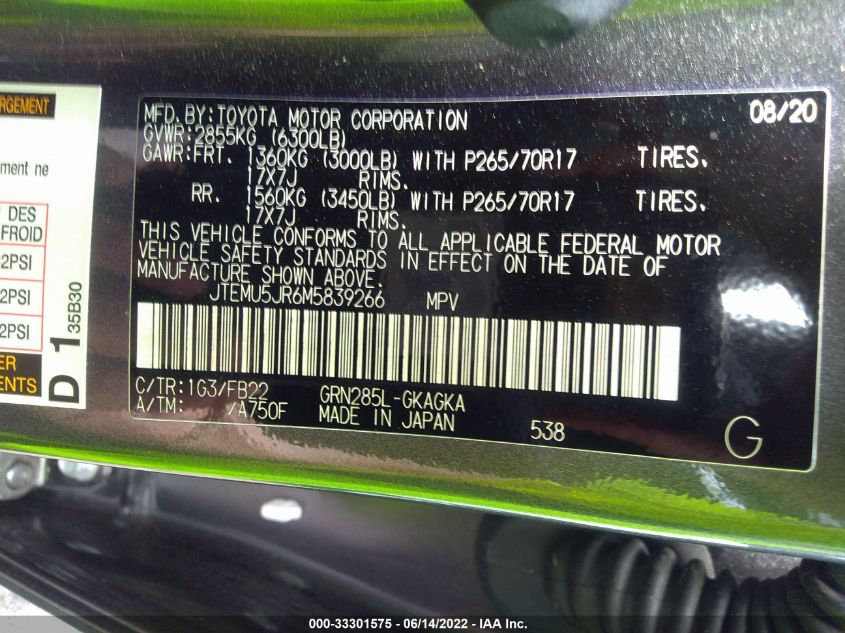 RGEMENT
ement ne
DES
FROID
2PSI
2PSI
2PSI
ER
ENTS
D 1 35B30
MFD. BY: TOYOTA MOTOR CORPORATION 08/20
GVWR: 2855KG (6300LB)
GAWR: FRT. 1360KG (3000LB) WITH P265/70R17 TIRES.
17X7J RIMS.
RR. 1560KG (3450LB) WITH P265/70R17 TIRES.
17X7J RIMS.
THIS VEHICLE CONFORMS TO ALL APPLICABLE FEDERAL MOTOR
VEHICLE SAFETY STANDARDS IN EFFECT ON THE DATE OF
MANUFACTURE SHOWN ABOVE.
JTEMU5JR6M5839266 MPV
C/TR: 1G3/FB22 GRN285L-GKAGKA
A/TM: /A750F MADE IN JAPAN 538 G
000-33301575 - 06/14/2022 - IAA Inc.